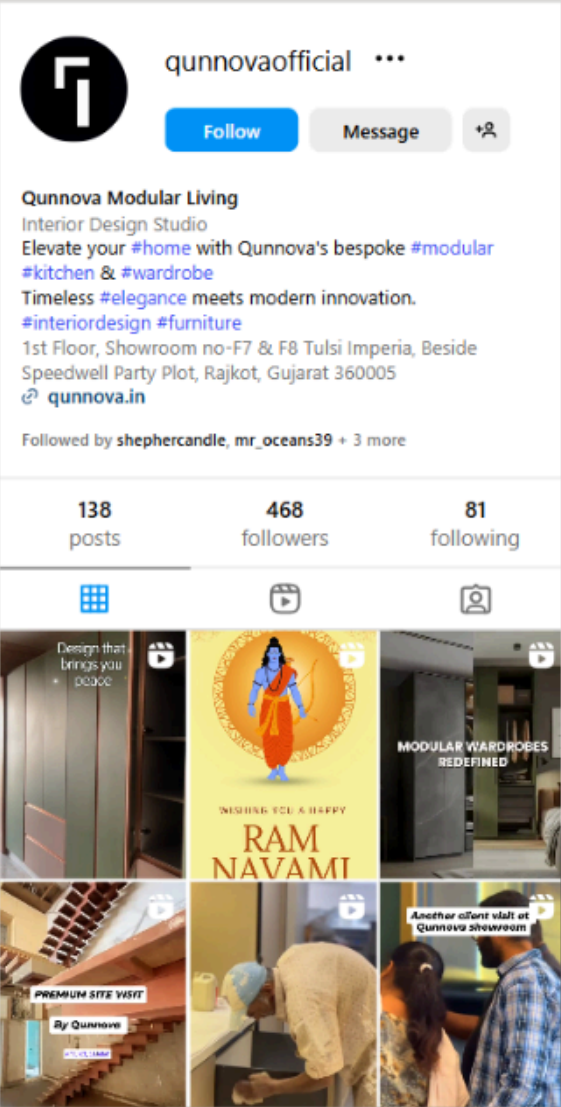 qunnovaofficial •••
Follow
Message
Qunnova Modular Living
Interior Design Studio
Elevate your #home with Qunnova's bespoke #modular
#kitchen & #wardrobe
Timeless #elegance meets modern innovation.
#interiordesign #furniture
1st Floor, Showroom no-F7 & F8 Tulsi Imperia, Beside
Speedwell Party Plot, Rajkot, Gujarat 360005
qunnova.in
Followed by shephercandle, mr_oceans39 + 3 more
138
posts
468
followers
81
following
Design that
brings you
peace
WISHING YOU A HAPPY
RAM
NAVAMI
MODULAR WARDROBES
REDEFINED
PREMIUM SITE VISIT
By Qunnova
Another client visit at
Qunnova showroom